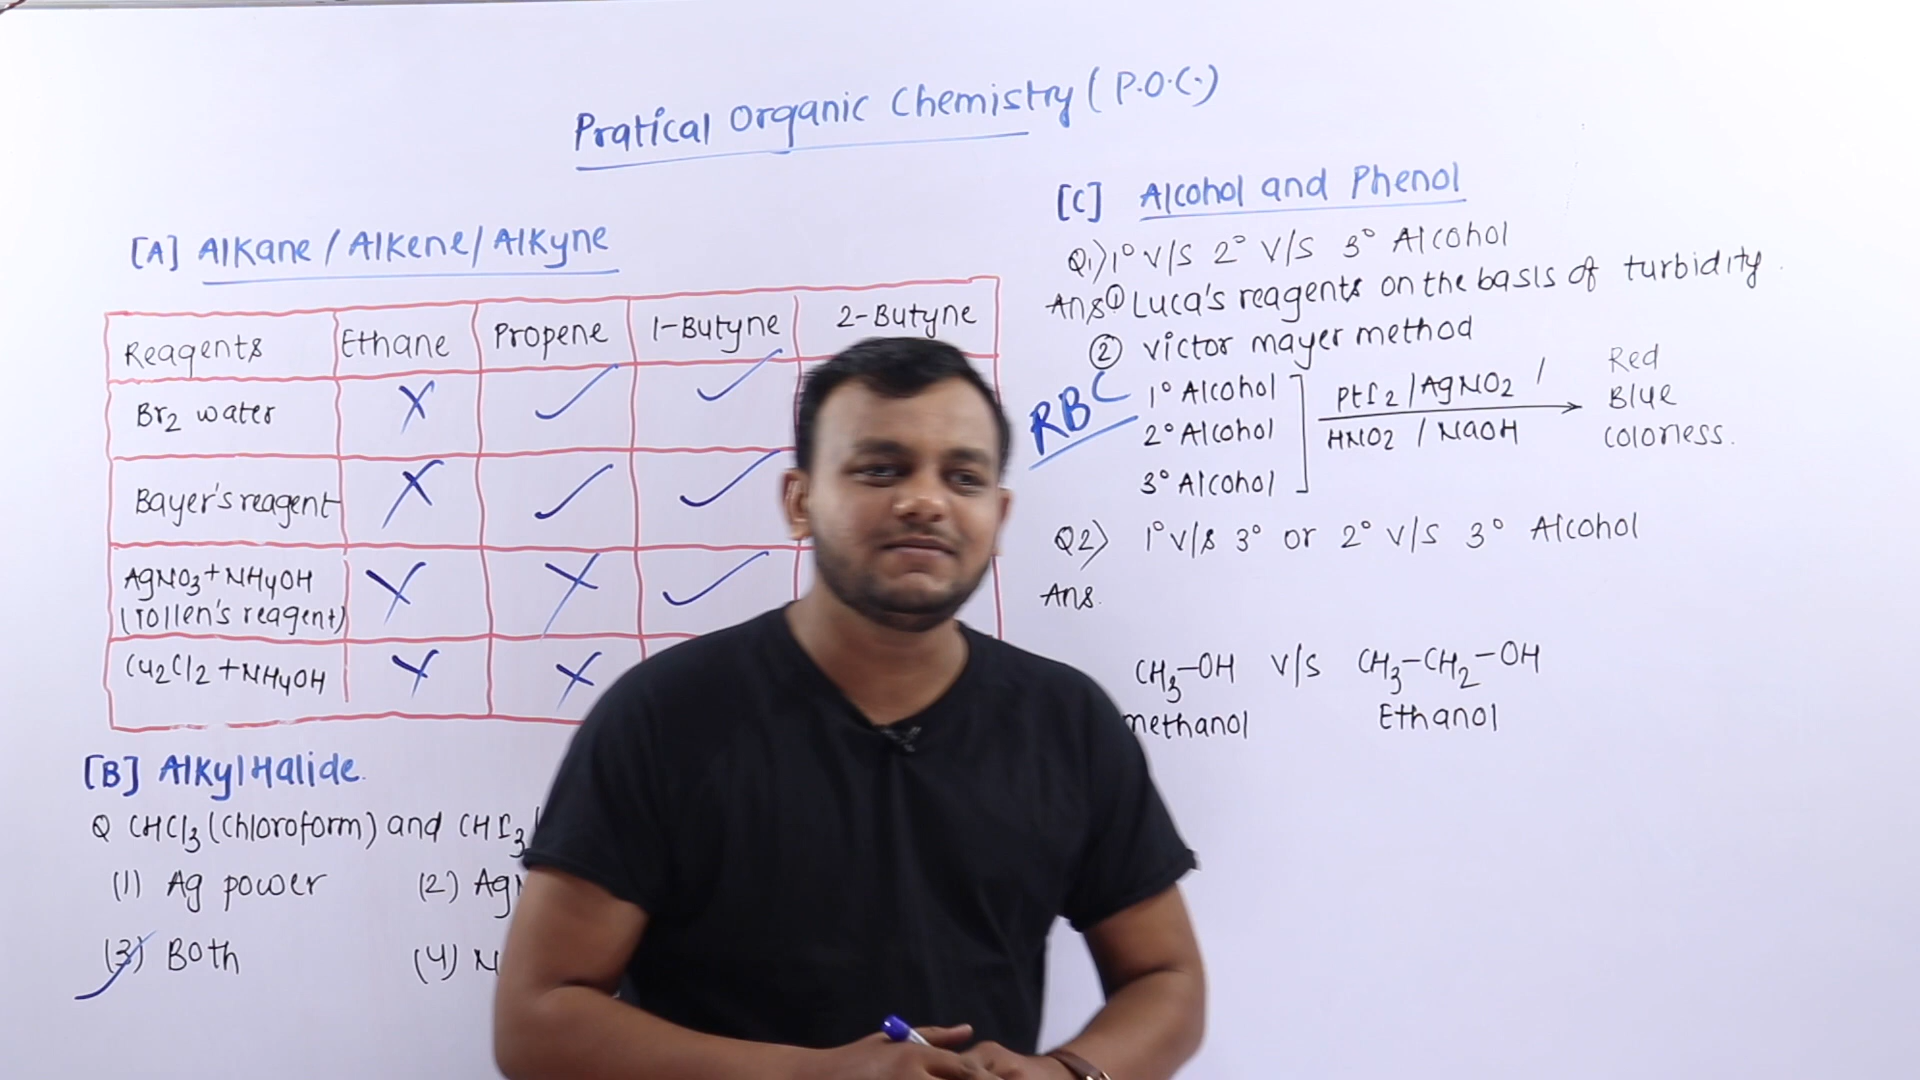 Pratical Organic Chemistry (P.O.C.)
[A] Alkane / Alkene / Alkyne
Reagents Ethane Propene 1-Butyne 2-Butyne
Br2 water ✗ ✓ ✓
Bayer's reagent ✗ ✓ ✓
AgNO3 + NH4OH ✗ ✗ ✓
(Tollen's reagent)
Cu2Cl2 + NH4OH ✗ ✗
[B] Alkyl Halide.
Q CHCl3 (Chloroform) and CHI3
(1) Ag power (2) Ag
(3) Both (4) N
[C] Alcohol and Phenol
Q1) 1° V/S 2° V/S 3° Alcohol
Ans ① Luca's reagents on the basis of turbidity.
② victor mayer method
RBC
1° Alcohol PtI2 / AgNO2 / Red
2° Alcohol HNO2 / NaOH Blue
3° Alcohol colorless.
Q2) 1° V/S 3° or 2° V/S 3° Alcohol
Ans.
CH3-OH V/S CH3-CH2-OH
methanol Ethanol